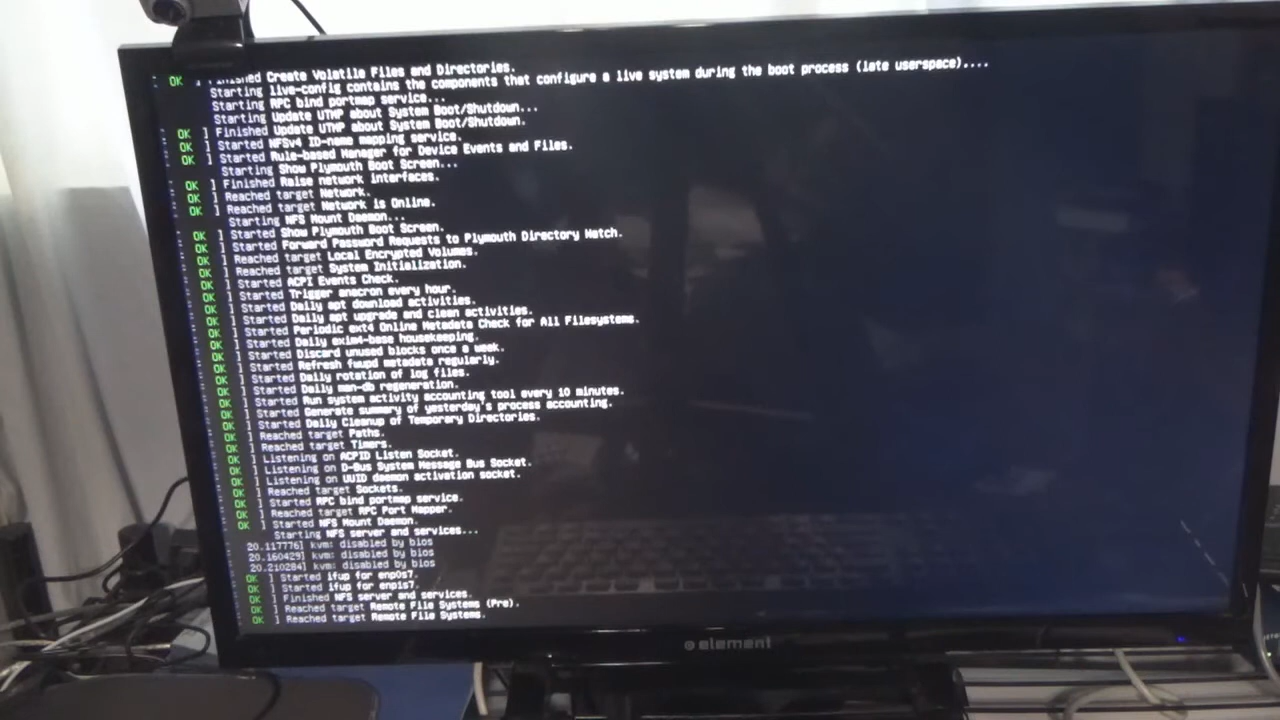 OK ] Finished Create Volatile Files and Directories.
Starting live-config contains the components that configure a live system during the boot process (late userspace)....
Starting RPC bind portmap service...
Starting Update UTMP about System Boot/Shutdown...
OK ] Finished Update UTMP about System Boot/Shutdown.
OK ] Started NFSv4 ID-name mapping service.
OK ] Started Rule-based Manager for Device Events and Files.
Starting Show Plymouth Boot Screen...
OK ] Finished Raise network interfaces.
OK ] Reached target Network.
OK ] Reached target Network is Online.
Starting NFS Mount Daemon...
OK ] Started Show Plymouth Boot Screen.
OK ] Started Forward Password Requests to Plymouth Directory Watch.
OK ] Reached target Local Encrypted Volumes.
OK ] Reached target System Initialization.
OK ] Started ACPI Events Check.
OK ] Started Trigger anacron every hour.
OK ] Started Daily apt download activities.
OK ] Started Daily apt upgrade and clean activities.
OK ] Started Periodic ext4 Online Metadata Check for All Filesystems.
OK ] Started Daily exim4-base housekeeping.
OK ] Started Discard unused blocks once a week.
OK ] Started Refresh fwupd metadata regularly.
OK ] Started Daily rotation of log files.
OK ] Started Daily man-db regeneration.
OK ] Started Run system activity accounting tool every 10 minutes.
OK ] Started Generate summary of yesterday's process accounting.
OK ] Started Daily Cleanup of Temporary Directories.
OK ] Reached target Paths.
OK ] Reached target Timers.
OK ] Listening on ACPID Listen Socket.
OK ] Listening on D-Bus System Message Bus Socket.
OK ] Listening on UUID daemon activation socket.
OK ] Reached target Sockets.
OK ] Started RPC bind portmap service.
OK ] Reached target RPC Port Mapper.
OK ] Started NFS Mount Daemon.
Starting NFS server and services...
20.117776] kvm: disabled by bios
20.160429] kvm: disabled by bios
20.210284] kvm: disabled by bios
OK ] Started ifup for enp0s7.
OK ] Started ifup for enp1s7.
OK ] Finished NFS server and services.
OK ] Reached target Remote File Systems (Pre).
OK ] Reached target Remote File Systems.
element